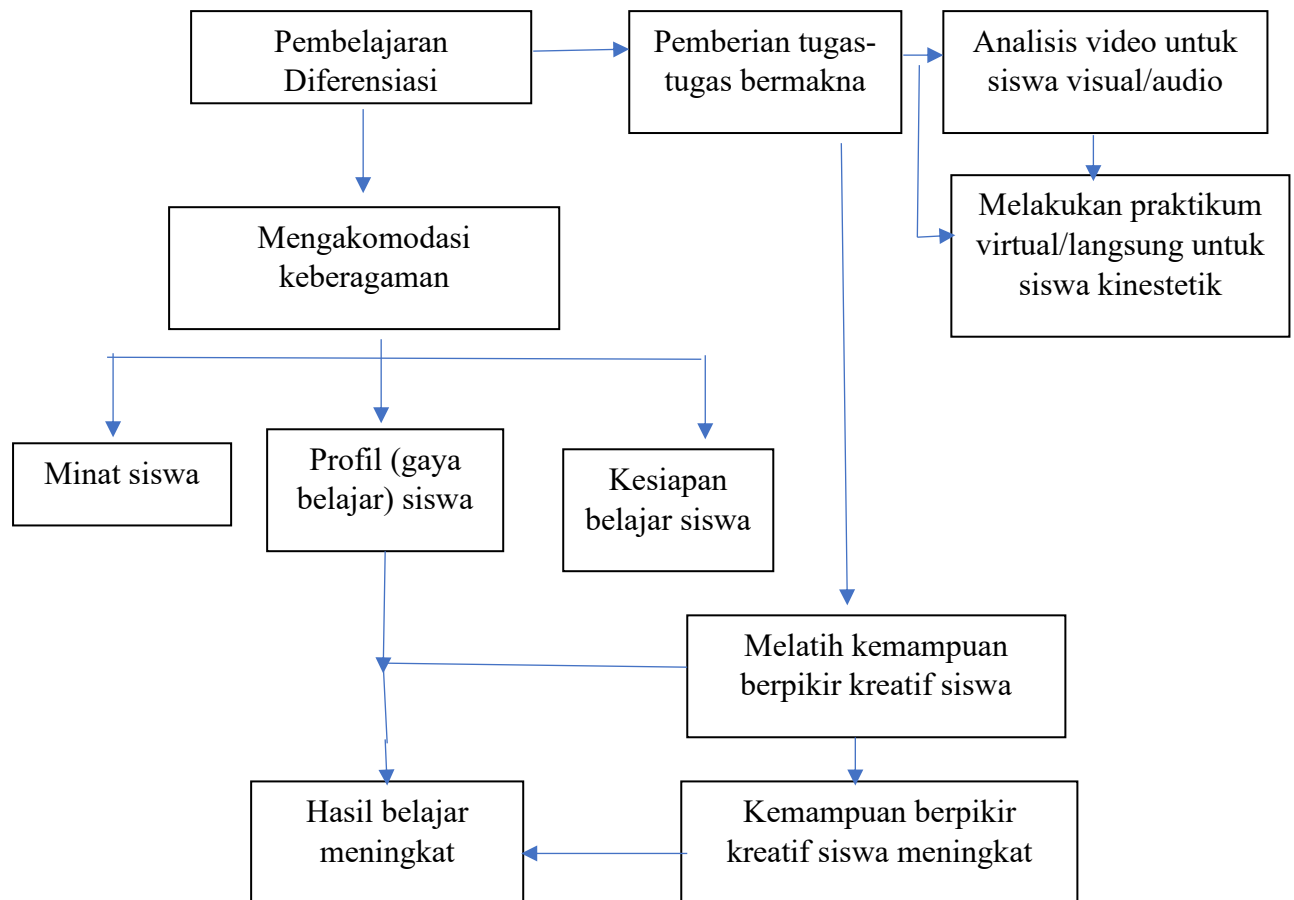 Pembelajaran
Diferensiasi
Pemberian tugas-
tugas bermakna
Analisis video untuk
siswa visual/audio
Melakukan praktikum
virtual/langsung untuk
siswa kinestetik
Mengakomodasi
keberagaman
Minat siswa
Profil (gaya
belajar) siswa
Kesiapan
belajar siswa
Melatih kemampuan
berpikir kreatif siswa
Hasil belajar
meningkat
Kemampuan berpikir
kreatif siswa meningkat